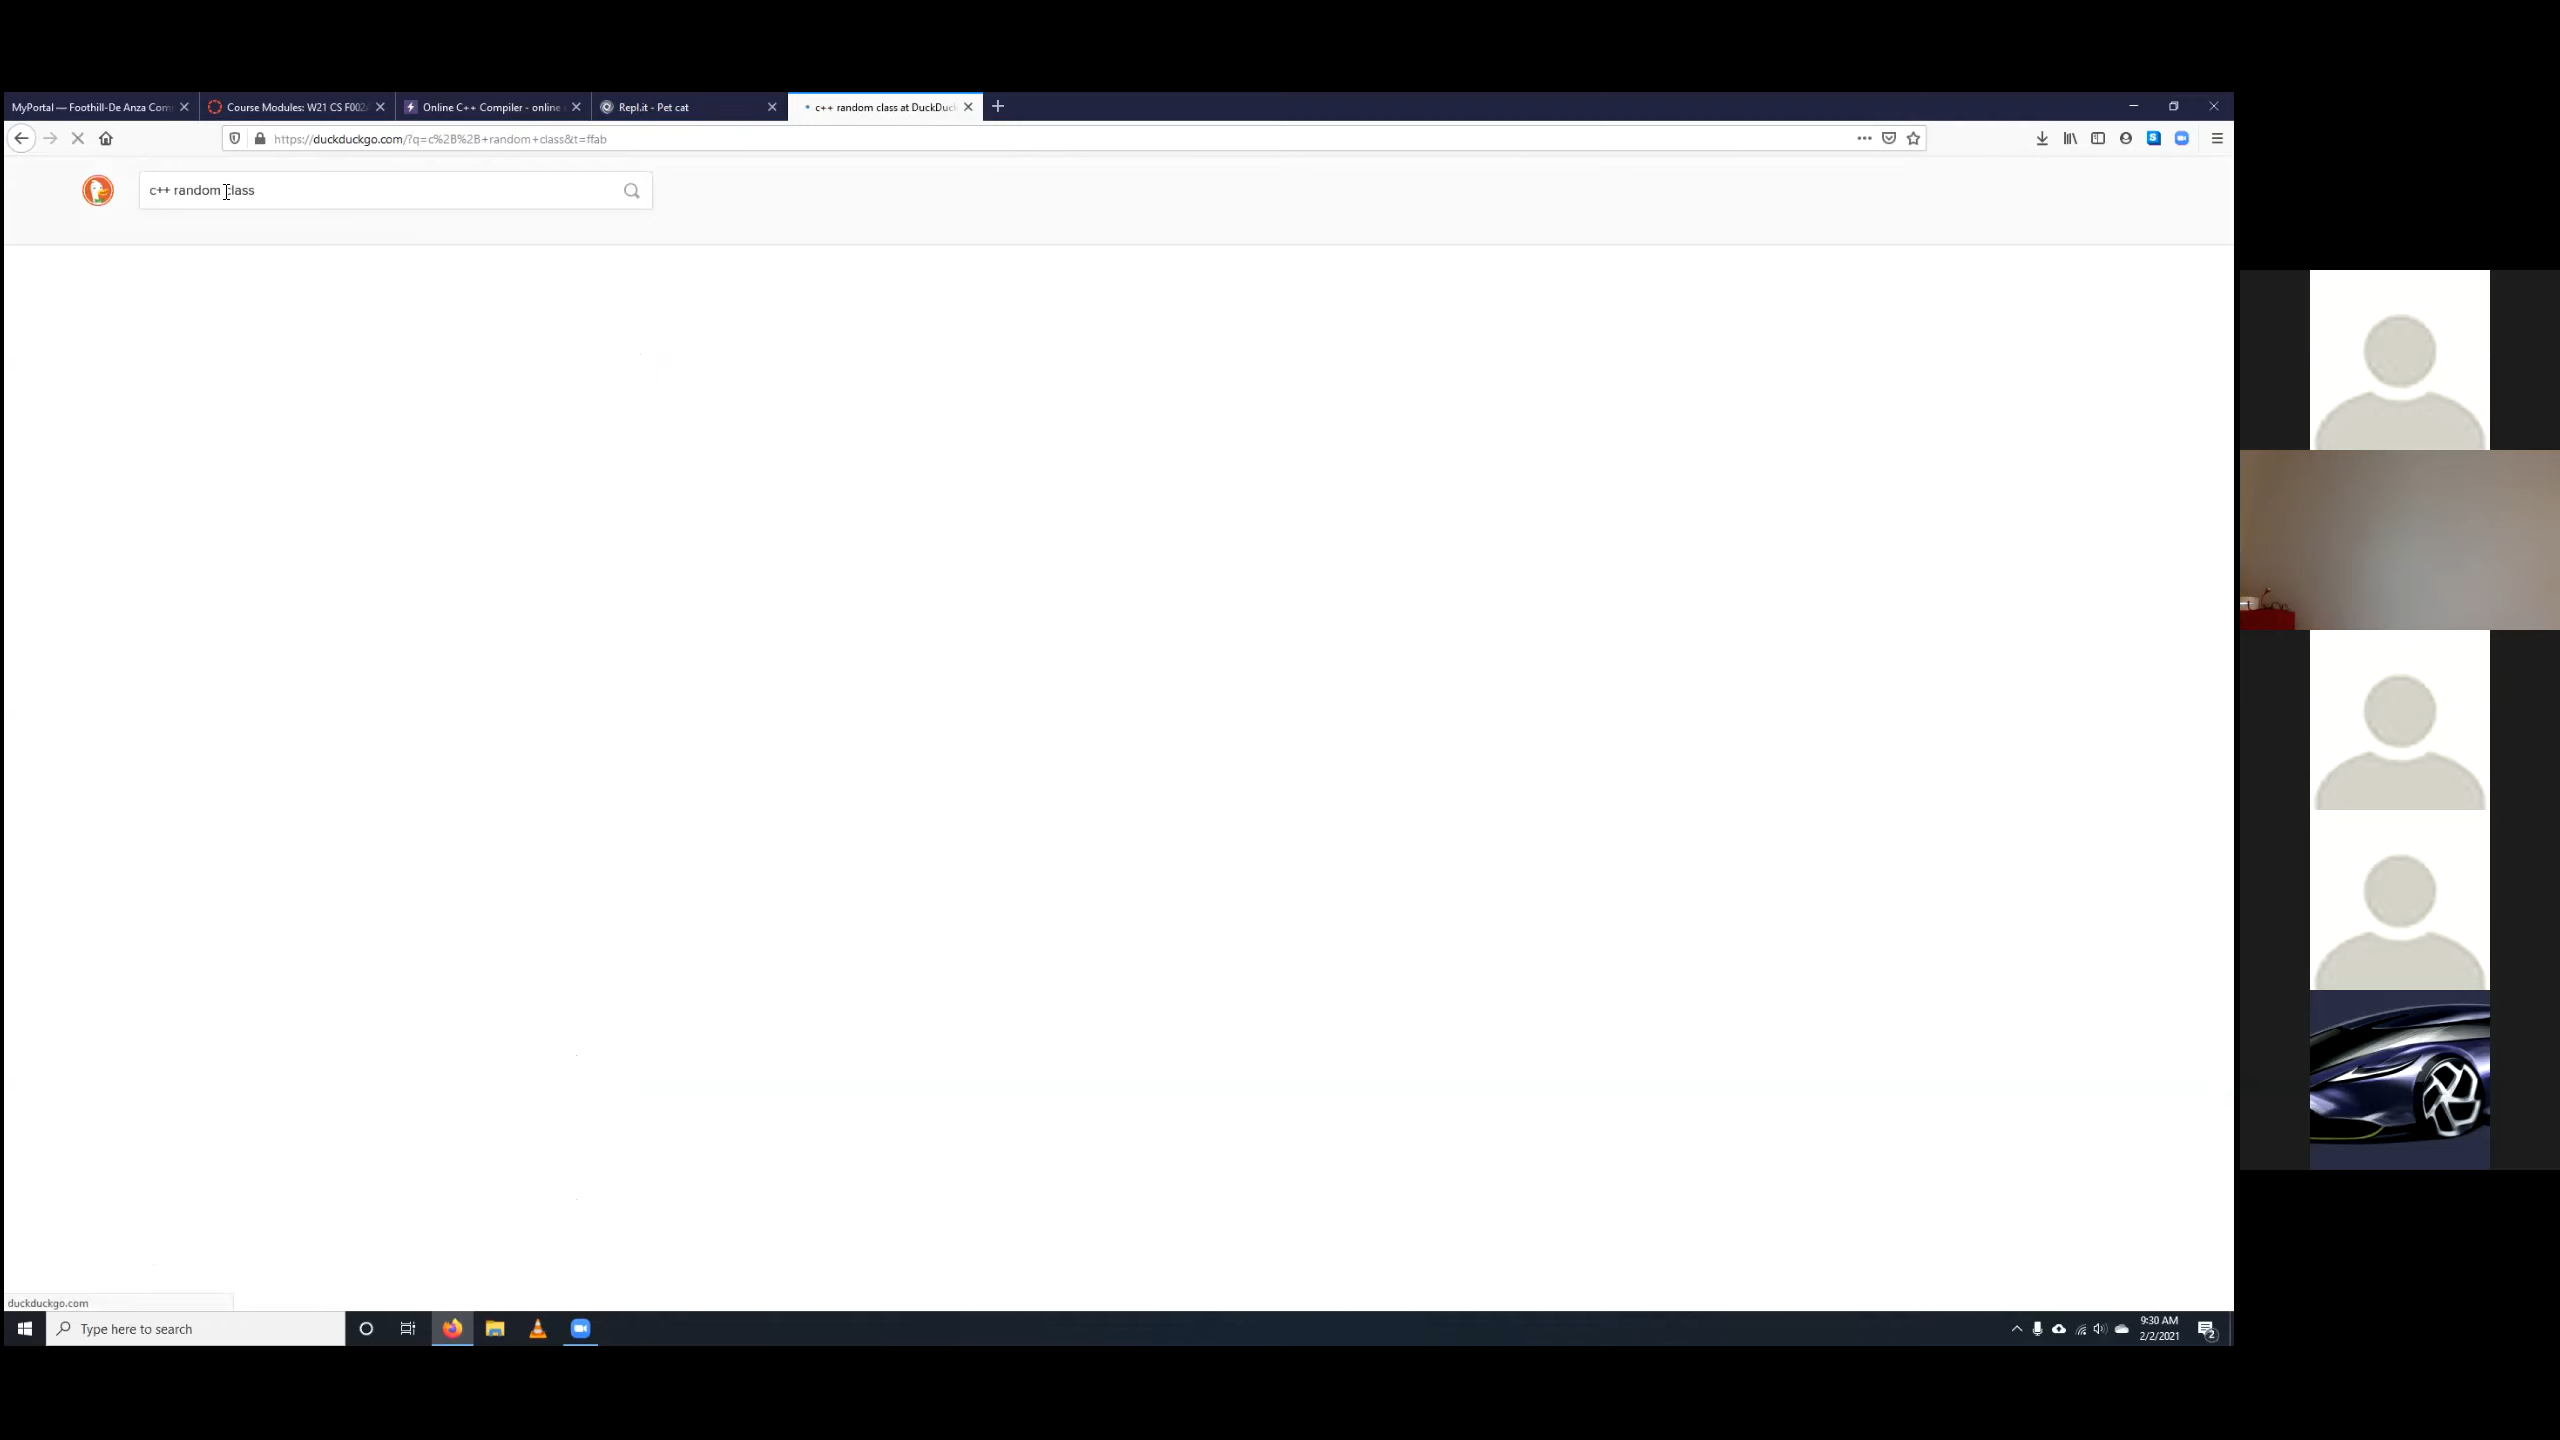 MyPortal — Foothill-De Anza Com
Course Modules: W21 CS F002
Online C++ Compiler - online
Repl.it - Pet cat
c++ random class at DuckDuc
https://duckduckgo.com/?q=c%2B%2B+random+class&t=ffab
c++ random class
duckduckgo.com
Type here to search
9:30 AM
2/2/2021
2